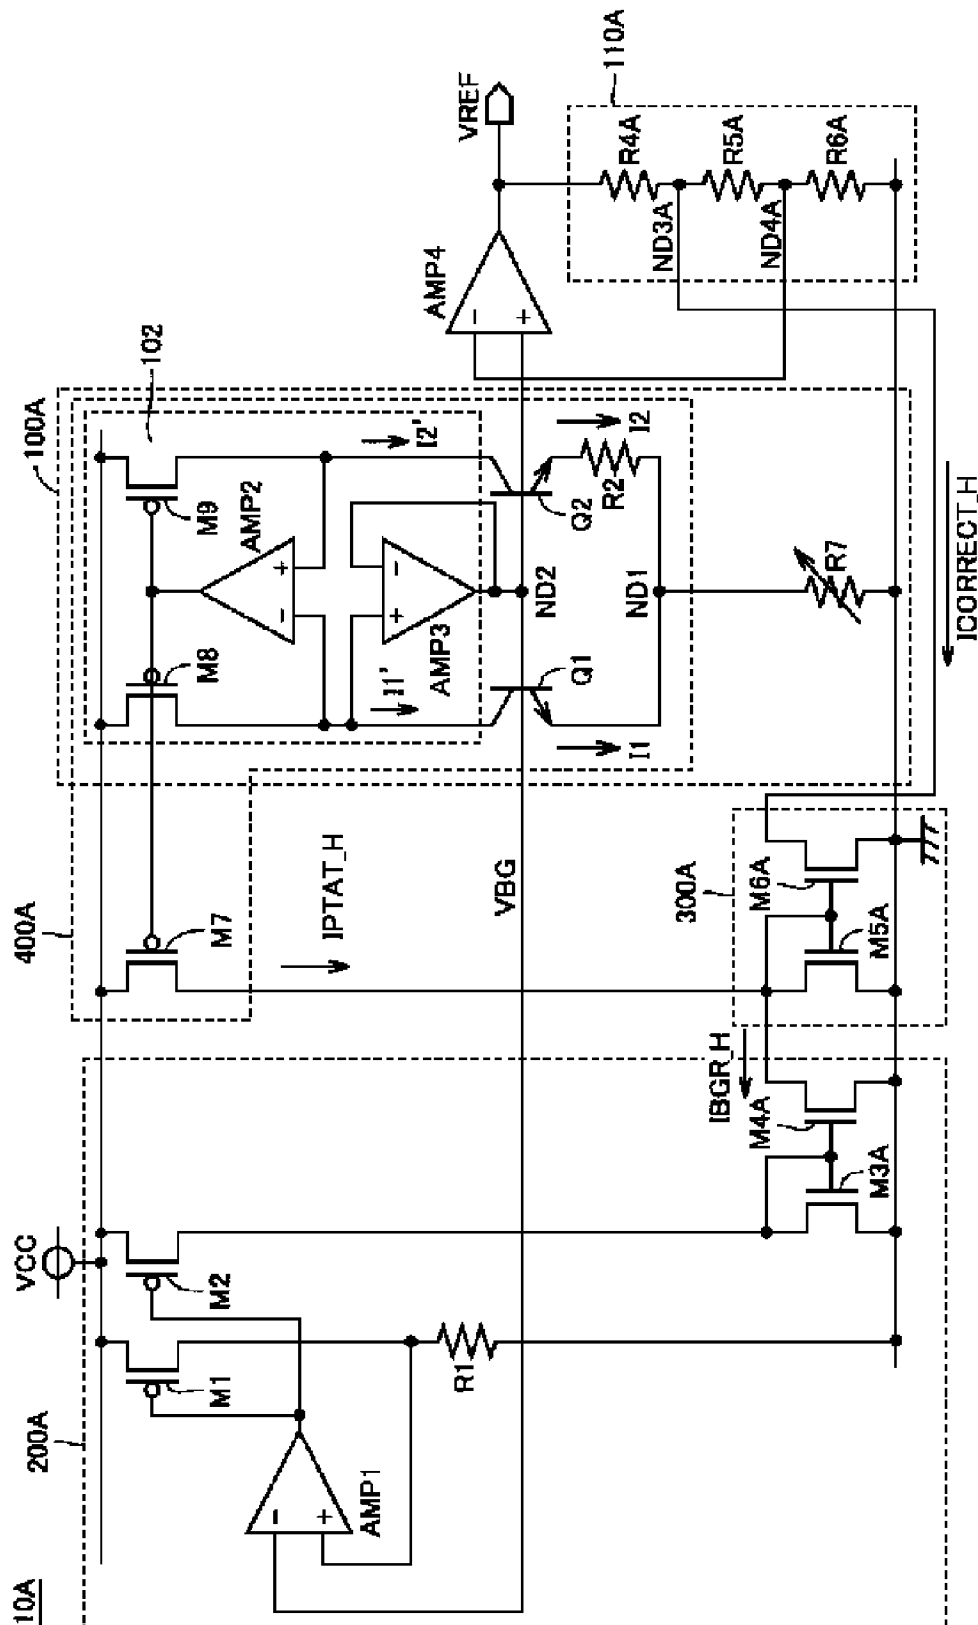 10A
200A
VCC
AMP1
M1
M2
R1
M3A
M4A
IBGR_H
400A
M7
IPTAT_H
VBG
300A
M5A
M6A
100A
102
M8
M9
AMP2
I1'
I2'
AMP3
ND2
Q1
Q2
I1
I2
R2
ND1
R7
ICORRECT_H
AMP4
VREF
110A
R4A
ND3A
R5A
ND4A
R6A